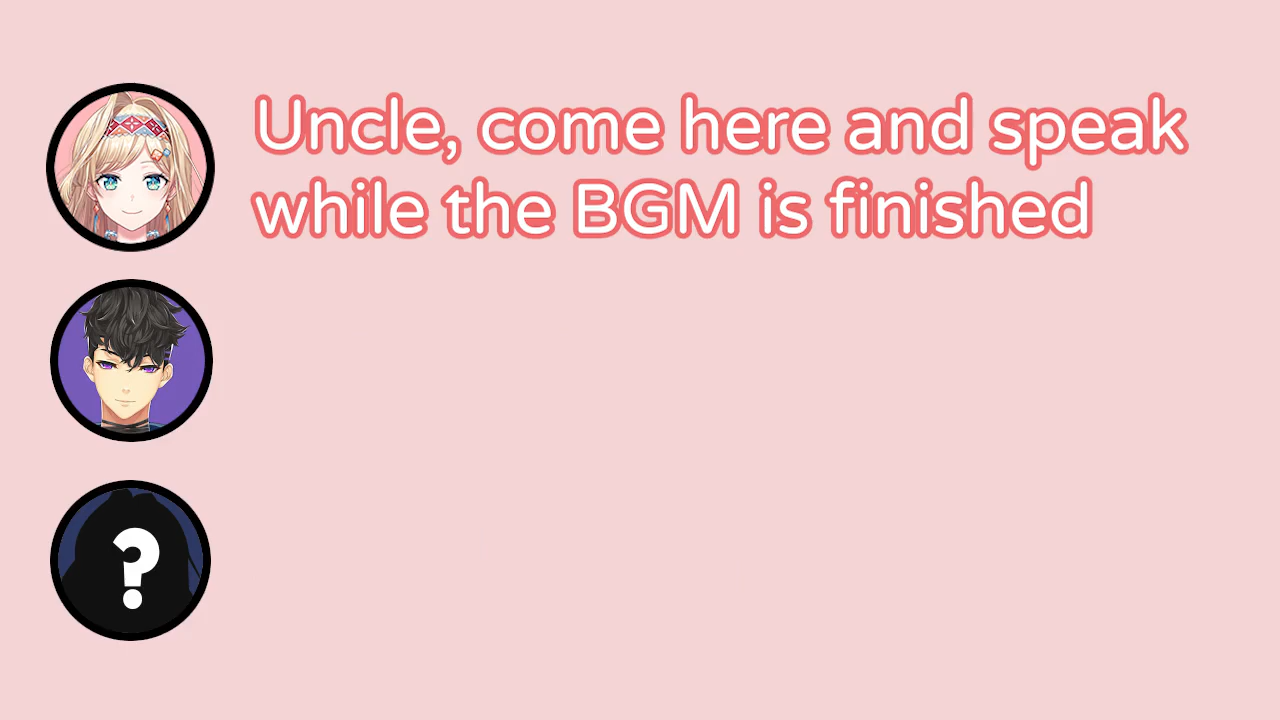 Uncle, come here and speak
while the BGM is finished
?